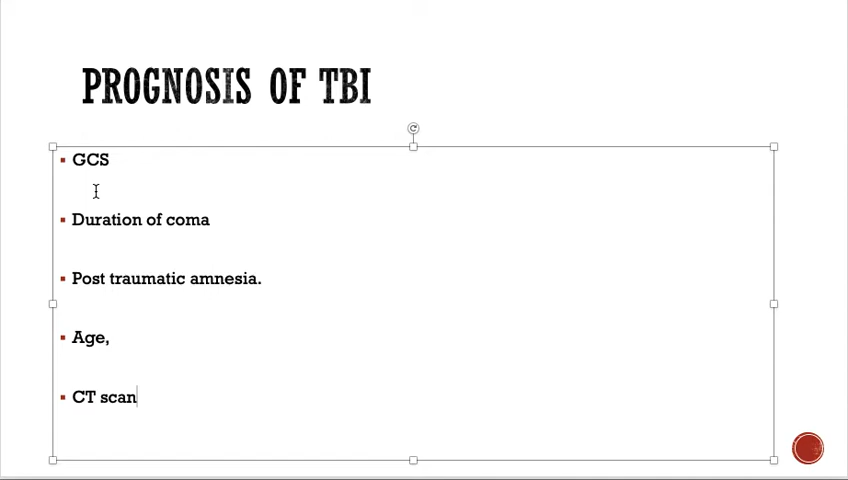 PROGNOSIS OF TBI
GCS
Duration of coma
Post traumatic amnesia.
Age,
CT scan